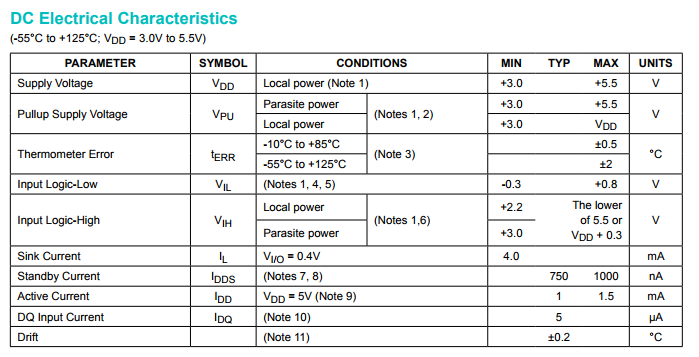 DC Electrical Characteristics
(-55°C to +125°C; VDD = 3.0V to 5.5V)
PARAMETER SYMBOL CONDITIONS MIN TYP MAX UNITS
Supply Voltage VDD Local power (Note 1) +3.0 +5.5 V
Pullup Supply Voltage VPU Parasite power (Notes 1, 2) +3.0 +5.5 V
Local power +3.0 VDD
Thermometer Error tERR -10°C to +85°C (Note 3) ±0.5 °C
-55°C to +125°C ±2
Input Logic-Low VIL (Notes 1, 4, 5) -0.3 +0.8 V
Input Logic-High VIH Local power (Notes 1,6) +2.2 The lower of 5.5 or VDD + 0.3 V
Parasite power +3.0
Sink Current IL VI/O = 0.4V 4.0 mA
Standby Current IDDS (Notes 7, 8) 750 1000 nA
Active Current IDD VDD = 5V (Note 9) 1 1.5 mA
DQ Input Current IDQ (Note 10) 5 µA
Drift (Note 11) ±0.2 °C